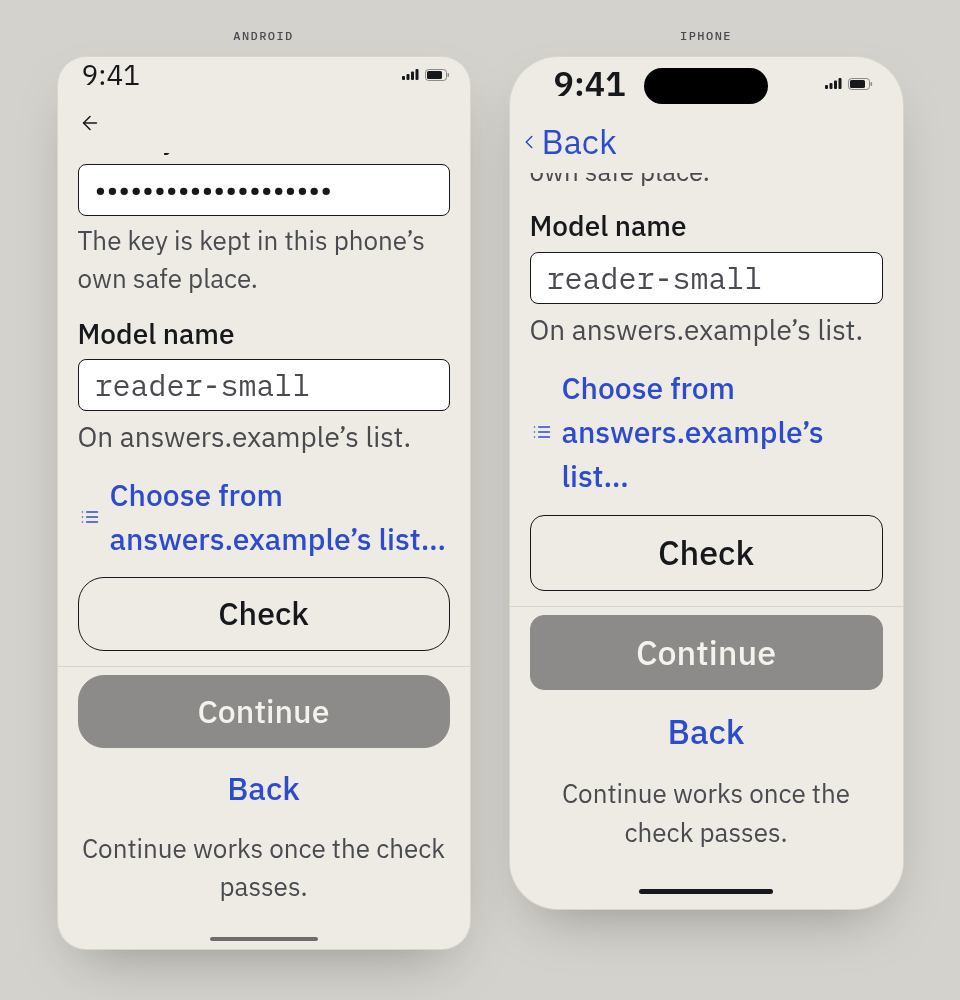 ANDROID
9:41
••••••••••••••••••••
The key is kept in this phone’s
own safe place.
Model name
reader-small
On answers.example’s list.
Choose from
answers.example’s list…
Check
Continue
Back
Continue works once the check
passes.
IPHONE
9:41
Back
own safe place.
Model name
reader-small
On answers.example’s list.
Choose from
answers.example’s
list…
Check
Continue
Back
Continue works once the
check passes.